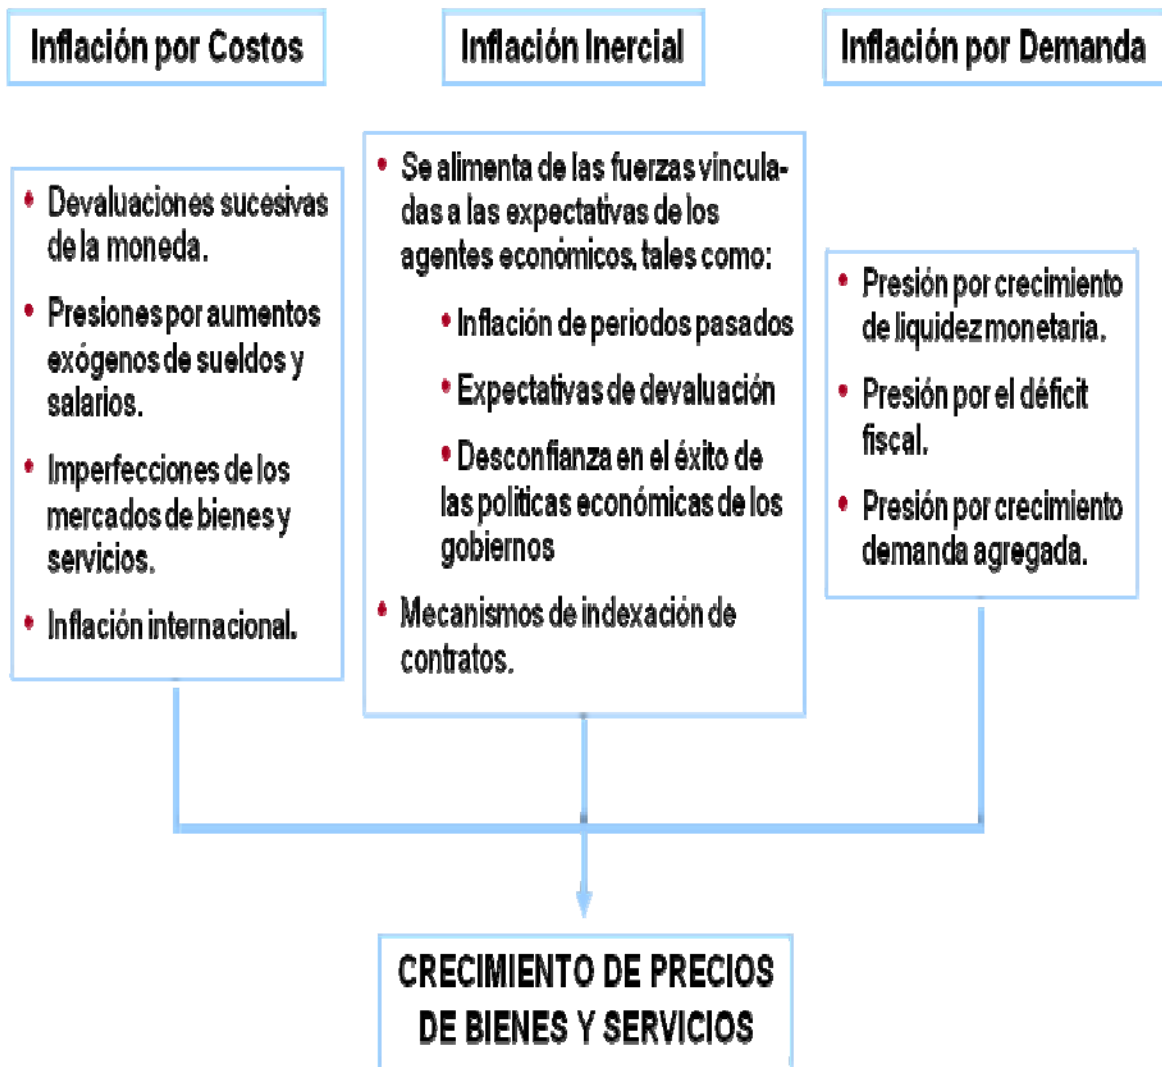 Inflación por Costos
Inflación Inercial
Inflación por Demanda
• Devaluaciones sucesivas
de la moneda.
• Presiones por aumentos
exógenos de sueldos y
salarios.
• Imperfecciones de los
mercados de bienes y
servicios.
• Inflación internacional.
• Se alimenta de las fuerzas vincula-
das a las expectativas de los
agentes económicos, tales como:
• Inflación de periodos pasados
• Expectativas de devaluación
• Desconfianza en el éxito de
las políticas económicas de los
gobiernos
• Mecanismos de indexación de
contratos.
• Presión por crecimiento
de liquidez monetaria.
• Presión por el déficit
fiscal.
• Presión por crecimiento
demanda agregada.
CRECIMIENTO DE PRECIOS
DE BIENES Y SERVICIOS